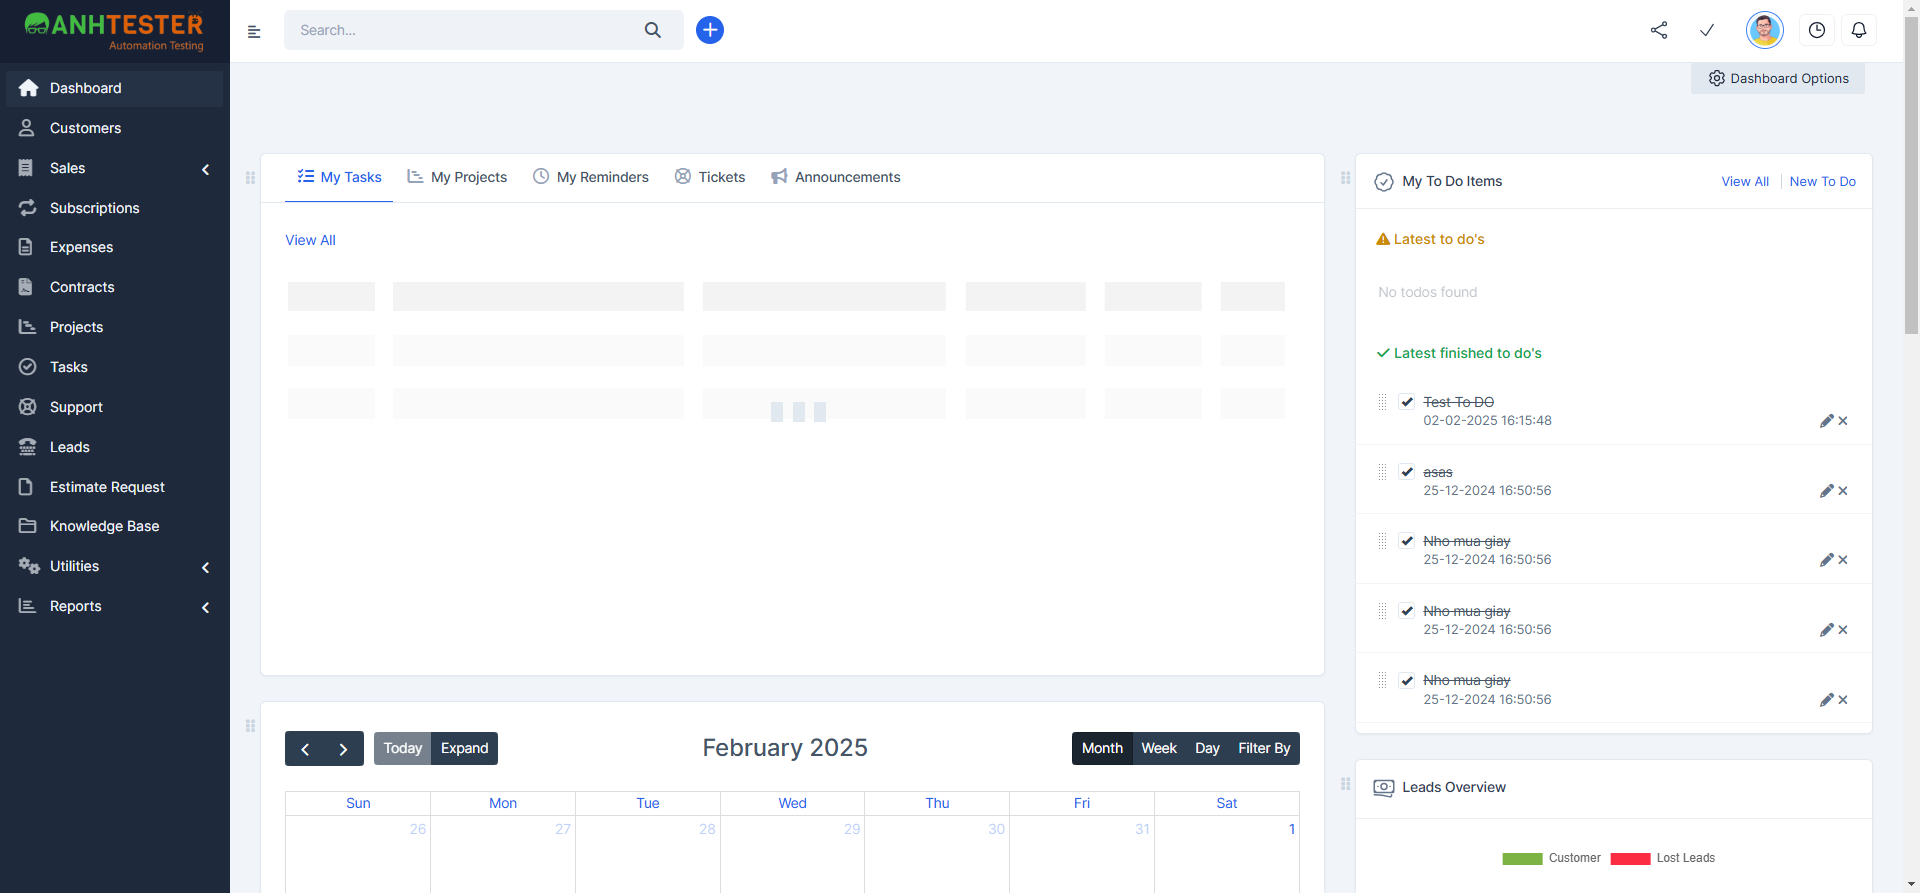 ANHTESTER
Automation Testing
Search...
Dashboard Options
Dashboard
Customers
Sales
Subscriptions
Expenses
Contracts
Projects
Tasks
Support
Leads
Estimate Request
Knowledge Base
Utilities
Reports
My Tasks
My Projects
My Reminders
Tickets
Announcements
View All
My To Do Items
View All
New To Do
Latest to do's
No todos found
Latest finished to do's
Test To DO
02-02-2025 16:15:48
asas
25-12-2024 16:50:56
Nho mua giay
25-12-2024 16:50:56
Nho mua giay
25-12-2024 16:50:56
Nho mua giay
25-12-2024 16:50:56
Today
Expand
February 2025
Month
Week
Day
Filter By
Sun Mon Tue Wed Thu Fri Sat
26 27 28 29 30 31 1
Leads Overview
Customer
Lost Leads